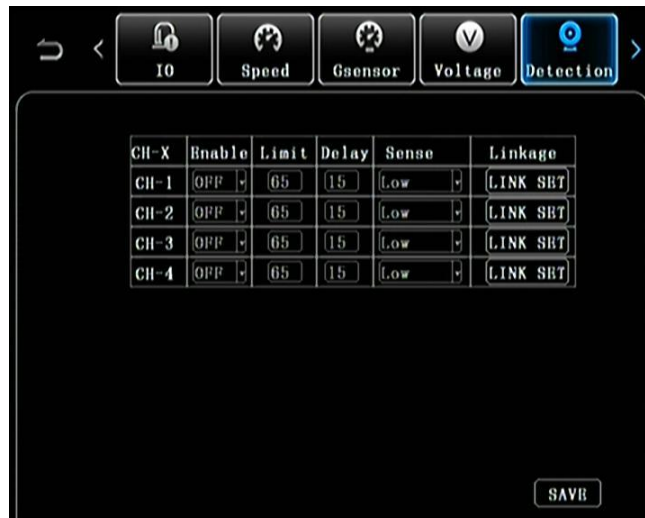 IO Speed Gsensor V Voltage Detection
CH-X Enable Limit Delay Sense Linkage
CH-1 OFF 65 15 Low LINK SET
CH-2 OFF 65 15 Low LINK SET
CH-3 OFF 65 15 Low LINK SET
CH-4 OFF 65 15 Low LINK SET
SAVE